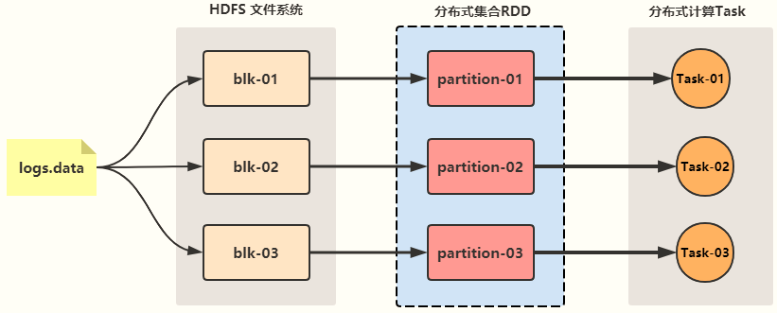 HDFS 文件系统
分布式集合RDD
分布式计算Task
logs.data
blk-01
partition-01
Task-01
blk-02
partition-02
Task-02
blk-03
partition-03
Task-03